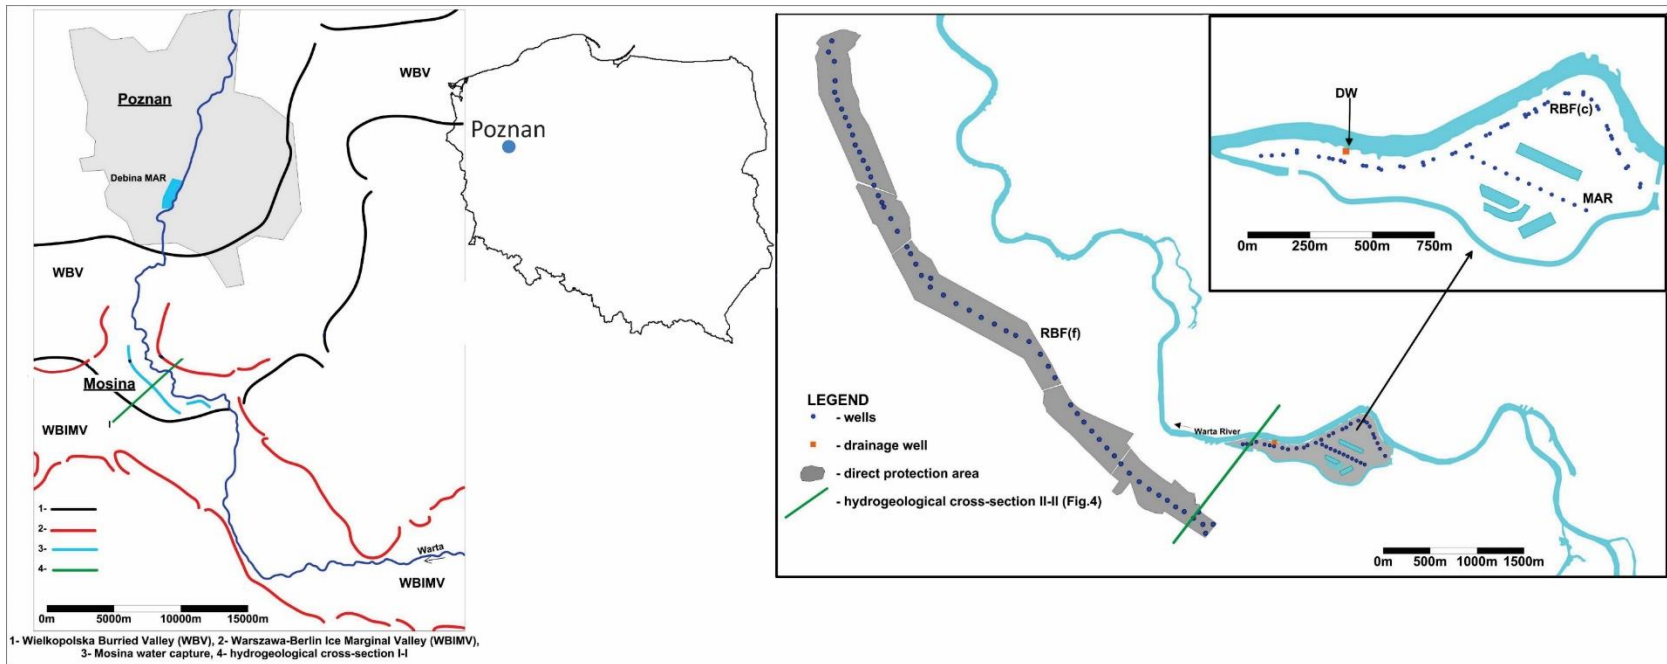 WBV
Poznan
Debina MAR
WBV
Mosina
I
WBIMV
1-
2-
3-
4-
Warta
WBIMV
0m 5000m 10000m 15000m
1- Wielkopolska Burried Valley (WBV), 2- Warszawa-Berlin Ice Marginal Valley (WBIMV),
3- Mosina water capture, 4- hydrogeological cross-section I-I
Poznan
RBF(f)
LEGEND
- wells
- drainage well
- direct protection area
- hydrogeological cross-section II-II (Fig.4)
Warta River
0m 500m 1000m 1500m
DW
RBF(c)
MAR
0m 250m 500m 750m